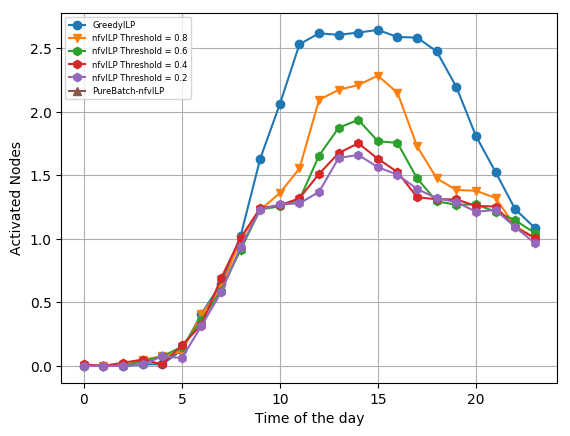 GreedyILP
nfvILP Threshold = 0.8
nfvILP Threshold = 0.6
nfvILP Threshold = 0.4
nfvILP Threshold = 0.2
PureBatch-nfvILP
2.5
2.0
1.5
1.0
0.5
0.0
Activated Nodes
0 5 10 15 20
Time of the day